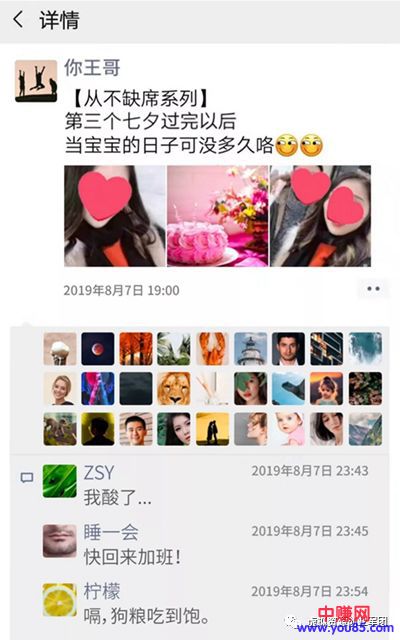 详情
你王哥
【从不缺席系列】
第三个七夕过完以后
当宝宝的日子可没多久咯
2019年8月7日 19:00
ZSY
2019年8月7日 23:43
我酸了...
睡一会
2019年8月7日 23:45
快回来加班！
柠檬
2019年8月7日 23:54
嗝,狗粮吃到饱。
中赚网
www.you85.com